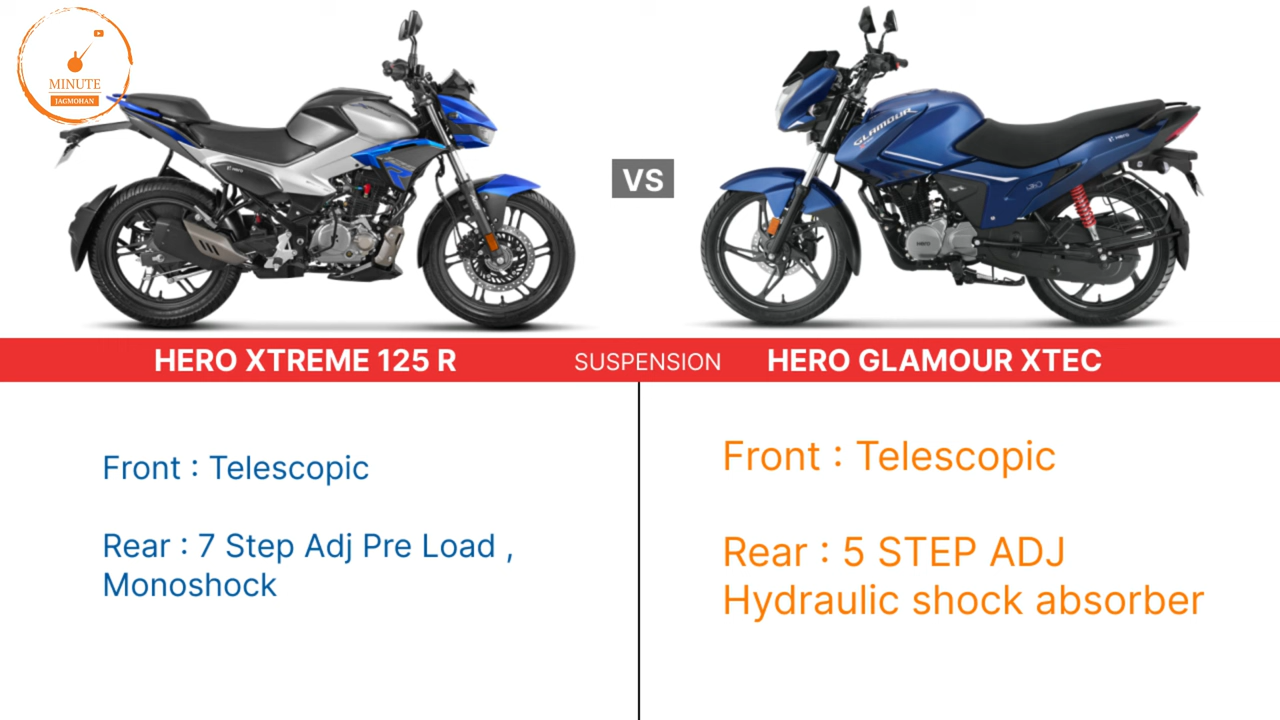 MINUTE
JAGMOHAN
GLAMOUR
VS
HERO XTREME 125 R
SUSPENSION
HERO GLAMOUR XTEC
Front : Telescopic
Rear : 7 Step Adj Pre Load ,
Monoshock
Front : Telescopic
Rear : 5 STEP ADJ
Hydraulic shock absorber